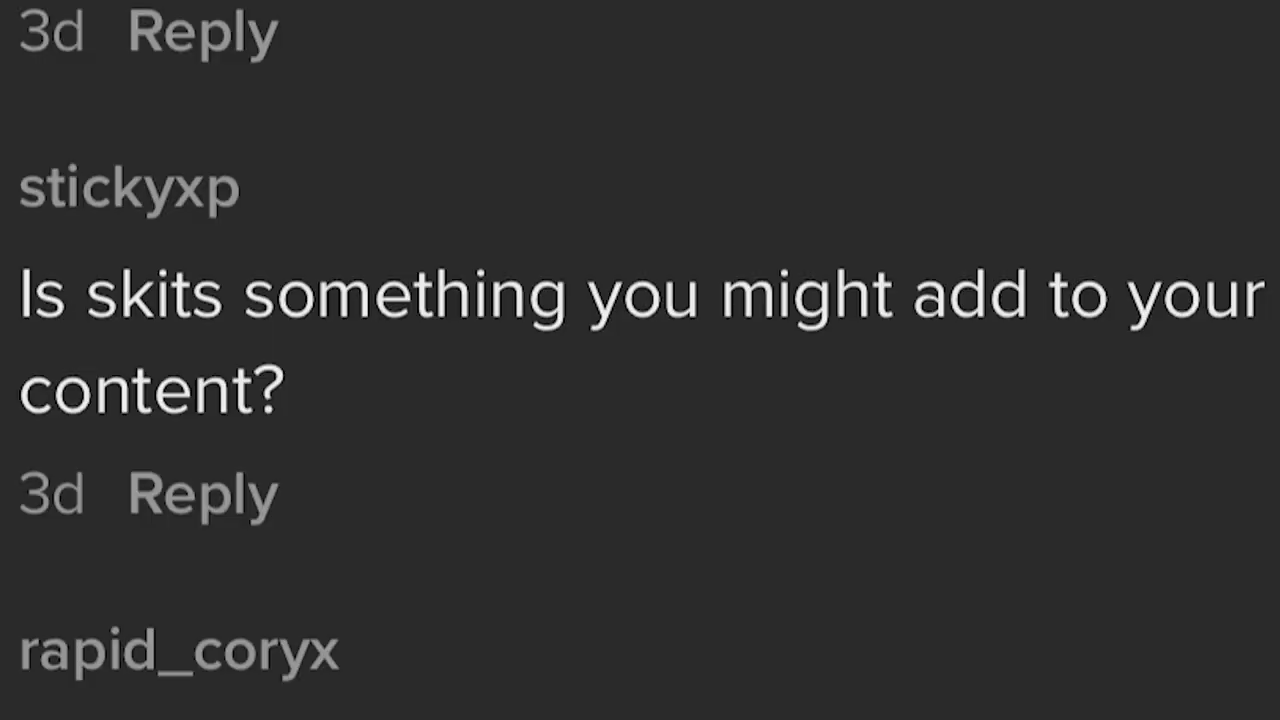 3d Reply
stickyxp
Is skits something you might add to your
content?
3d Reply
rapid_coryx